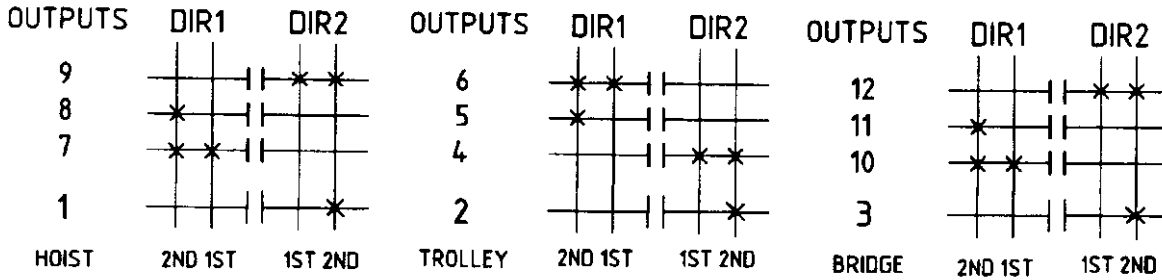 OUTPUTS DIR1 DIR2
9
8
7
1
HOIST 2ND 1ST 1ST 2ND
OUTPUTS DIR1 DIR2
6
5
4
2
TROLLEY 2ND 1ST 1ST 2ND
OUTPUTS DIR1 DIR2
12
11
10
3
BRIDGE 2ND 1ST 1ST 2ND